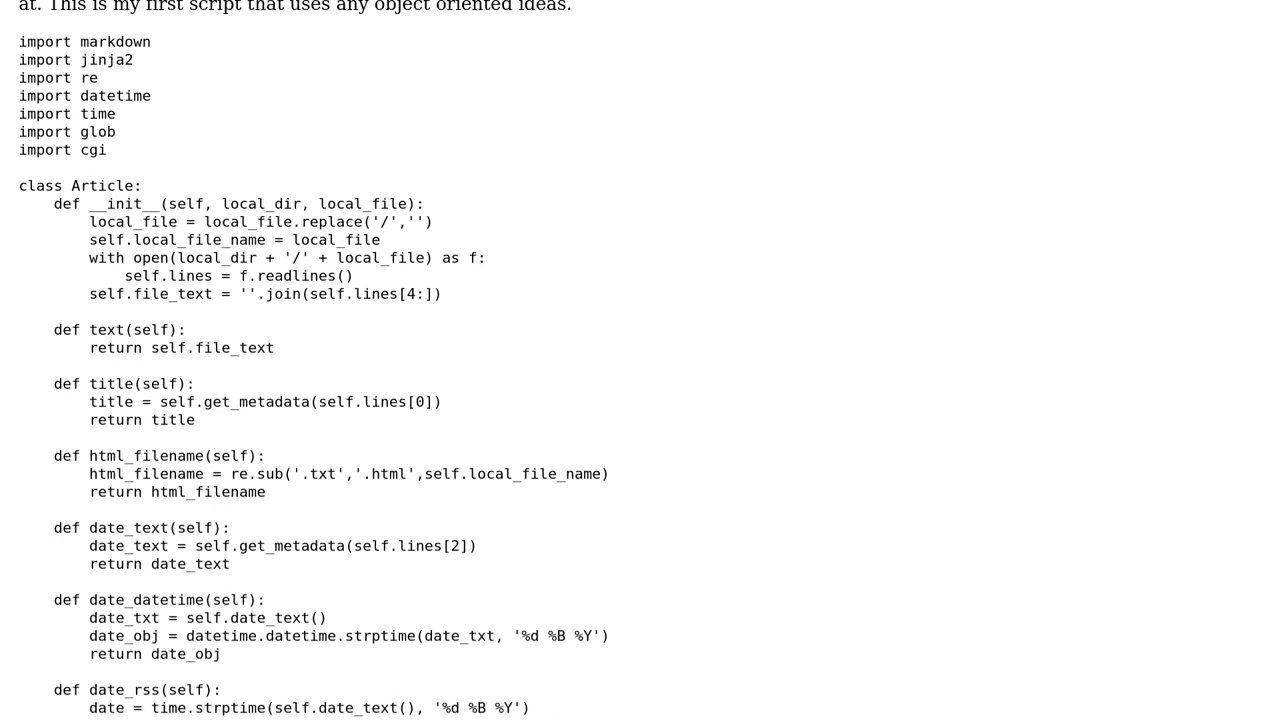 at. This is my first script that uses any object oriented ideas.
import markdown
import jinja2
import re
import datetime
import time
import glob
import cgi
class Article:
    def __init__(self, local_dir, local_file):
        local_file = local_file.replace('/','')
        self.local_file_name = local_file
        with open(local_dir + '/' + local_file) as f:
            self.lines = f.readlines()
        self.file_text = ''.join(self.lines[4:])
    def text(self):
        return self.file_text
    def title(self):
        title = self.get_metadata(self.lines[0])
        return title
    def html_filename(self):
        html_filename = re.sub('.txt','.html',self.local_file_name)
        return html_filename
    def date_text(self):
        date_text = self.get_metadata(self.lines[2])
        return date_text
    def date_datetime(self):
        date_txt = self.date_text()
        date_obj = datetime.datetime.strptime(date_txt, '%d %B %Y')
        return date_obj
    def date_rss(self):
        date = time.strptime(self.date_text(), '%d %B %Y')